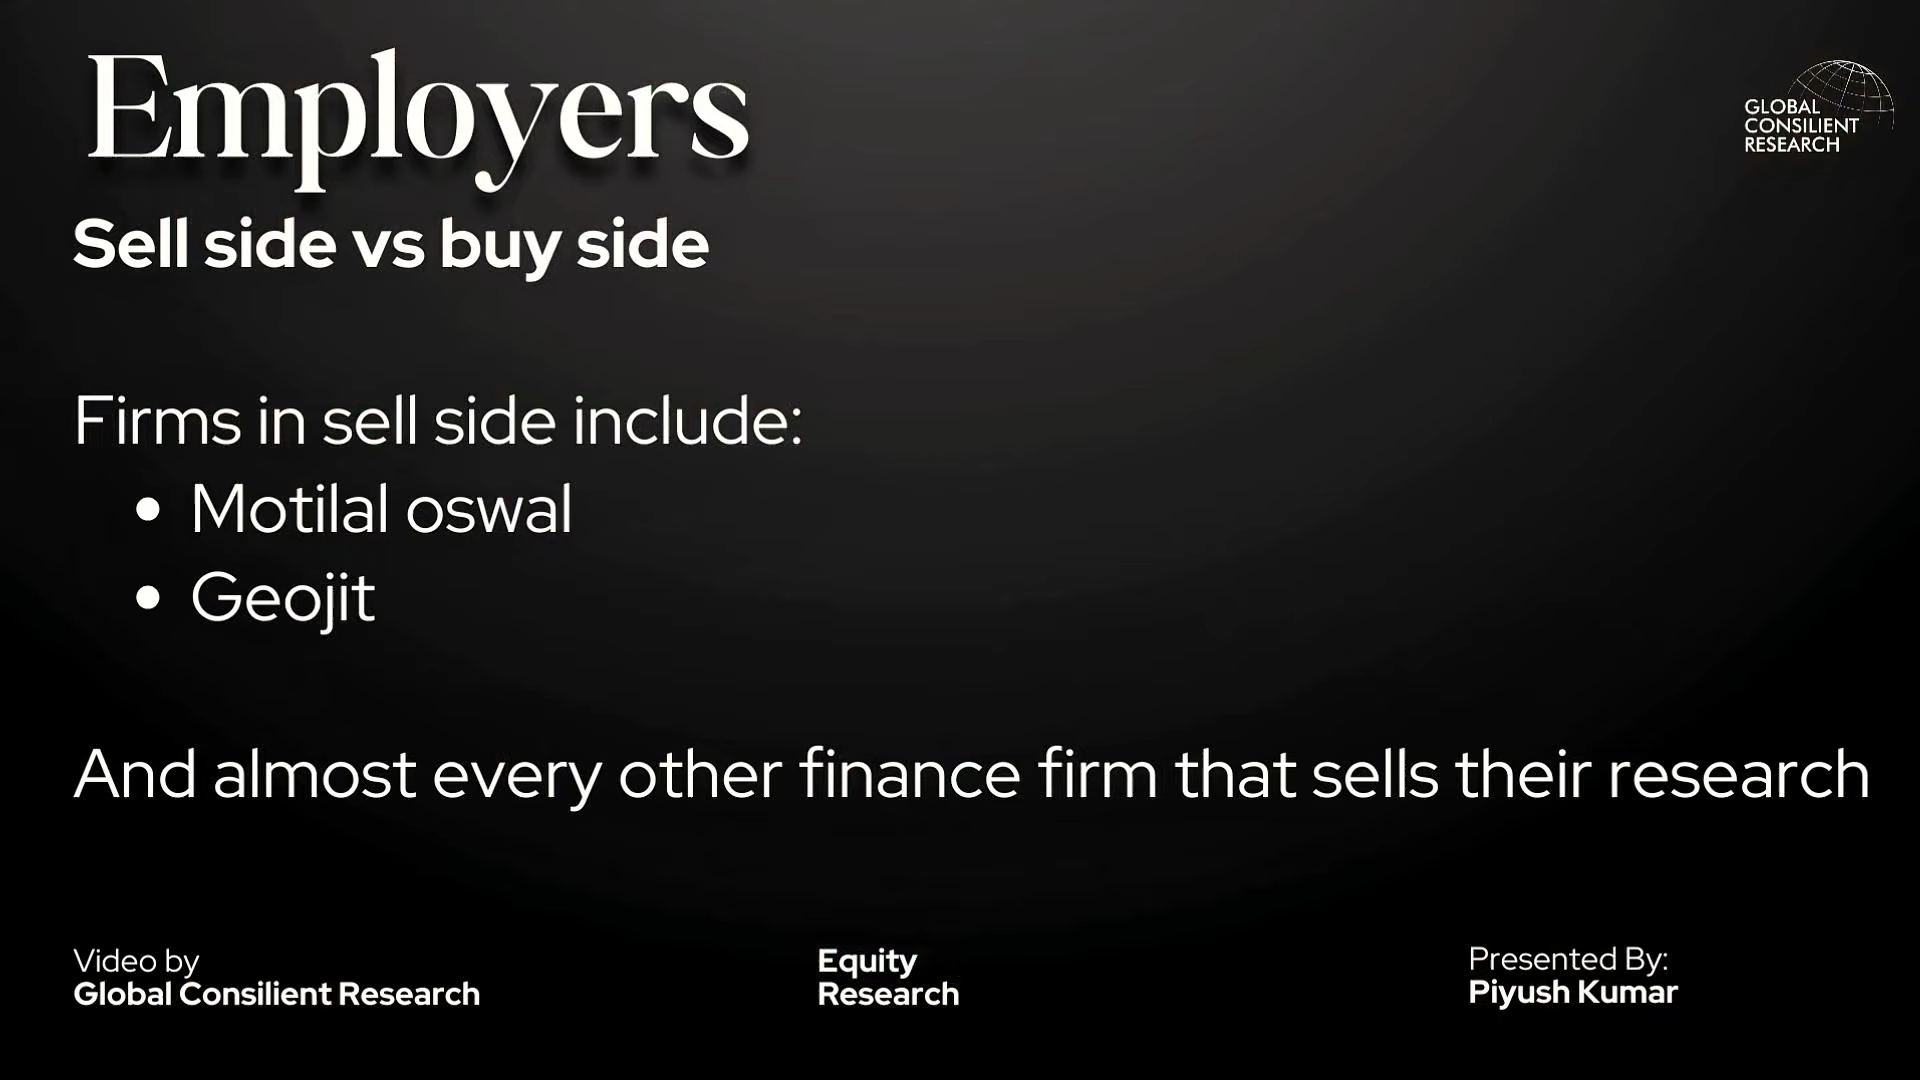 Employers
GLOBAL
CONSILIENT
RESEARCH
Sell side vs buy side
Firms in sell side include:
• Motilal oswal
• Geojit
And almost every other finance firm that sells their research
Video by
Global Consilient Research
Equity
Research
Presented By:
Piyush Kumar